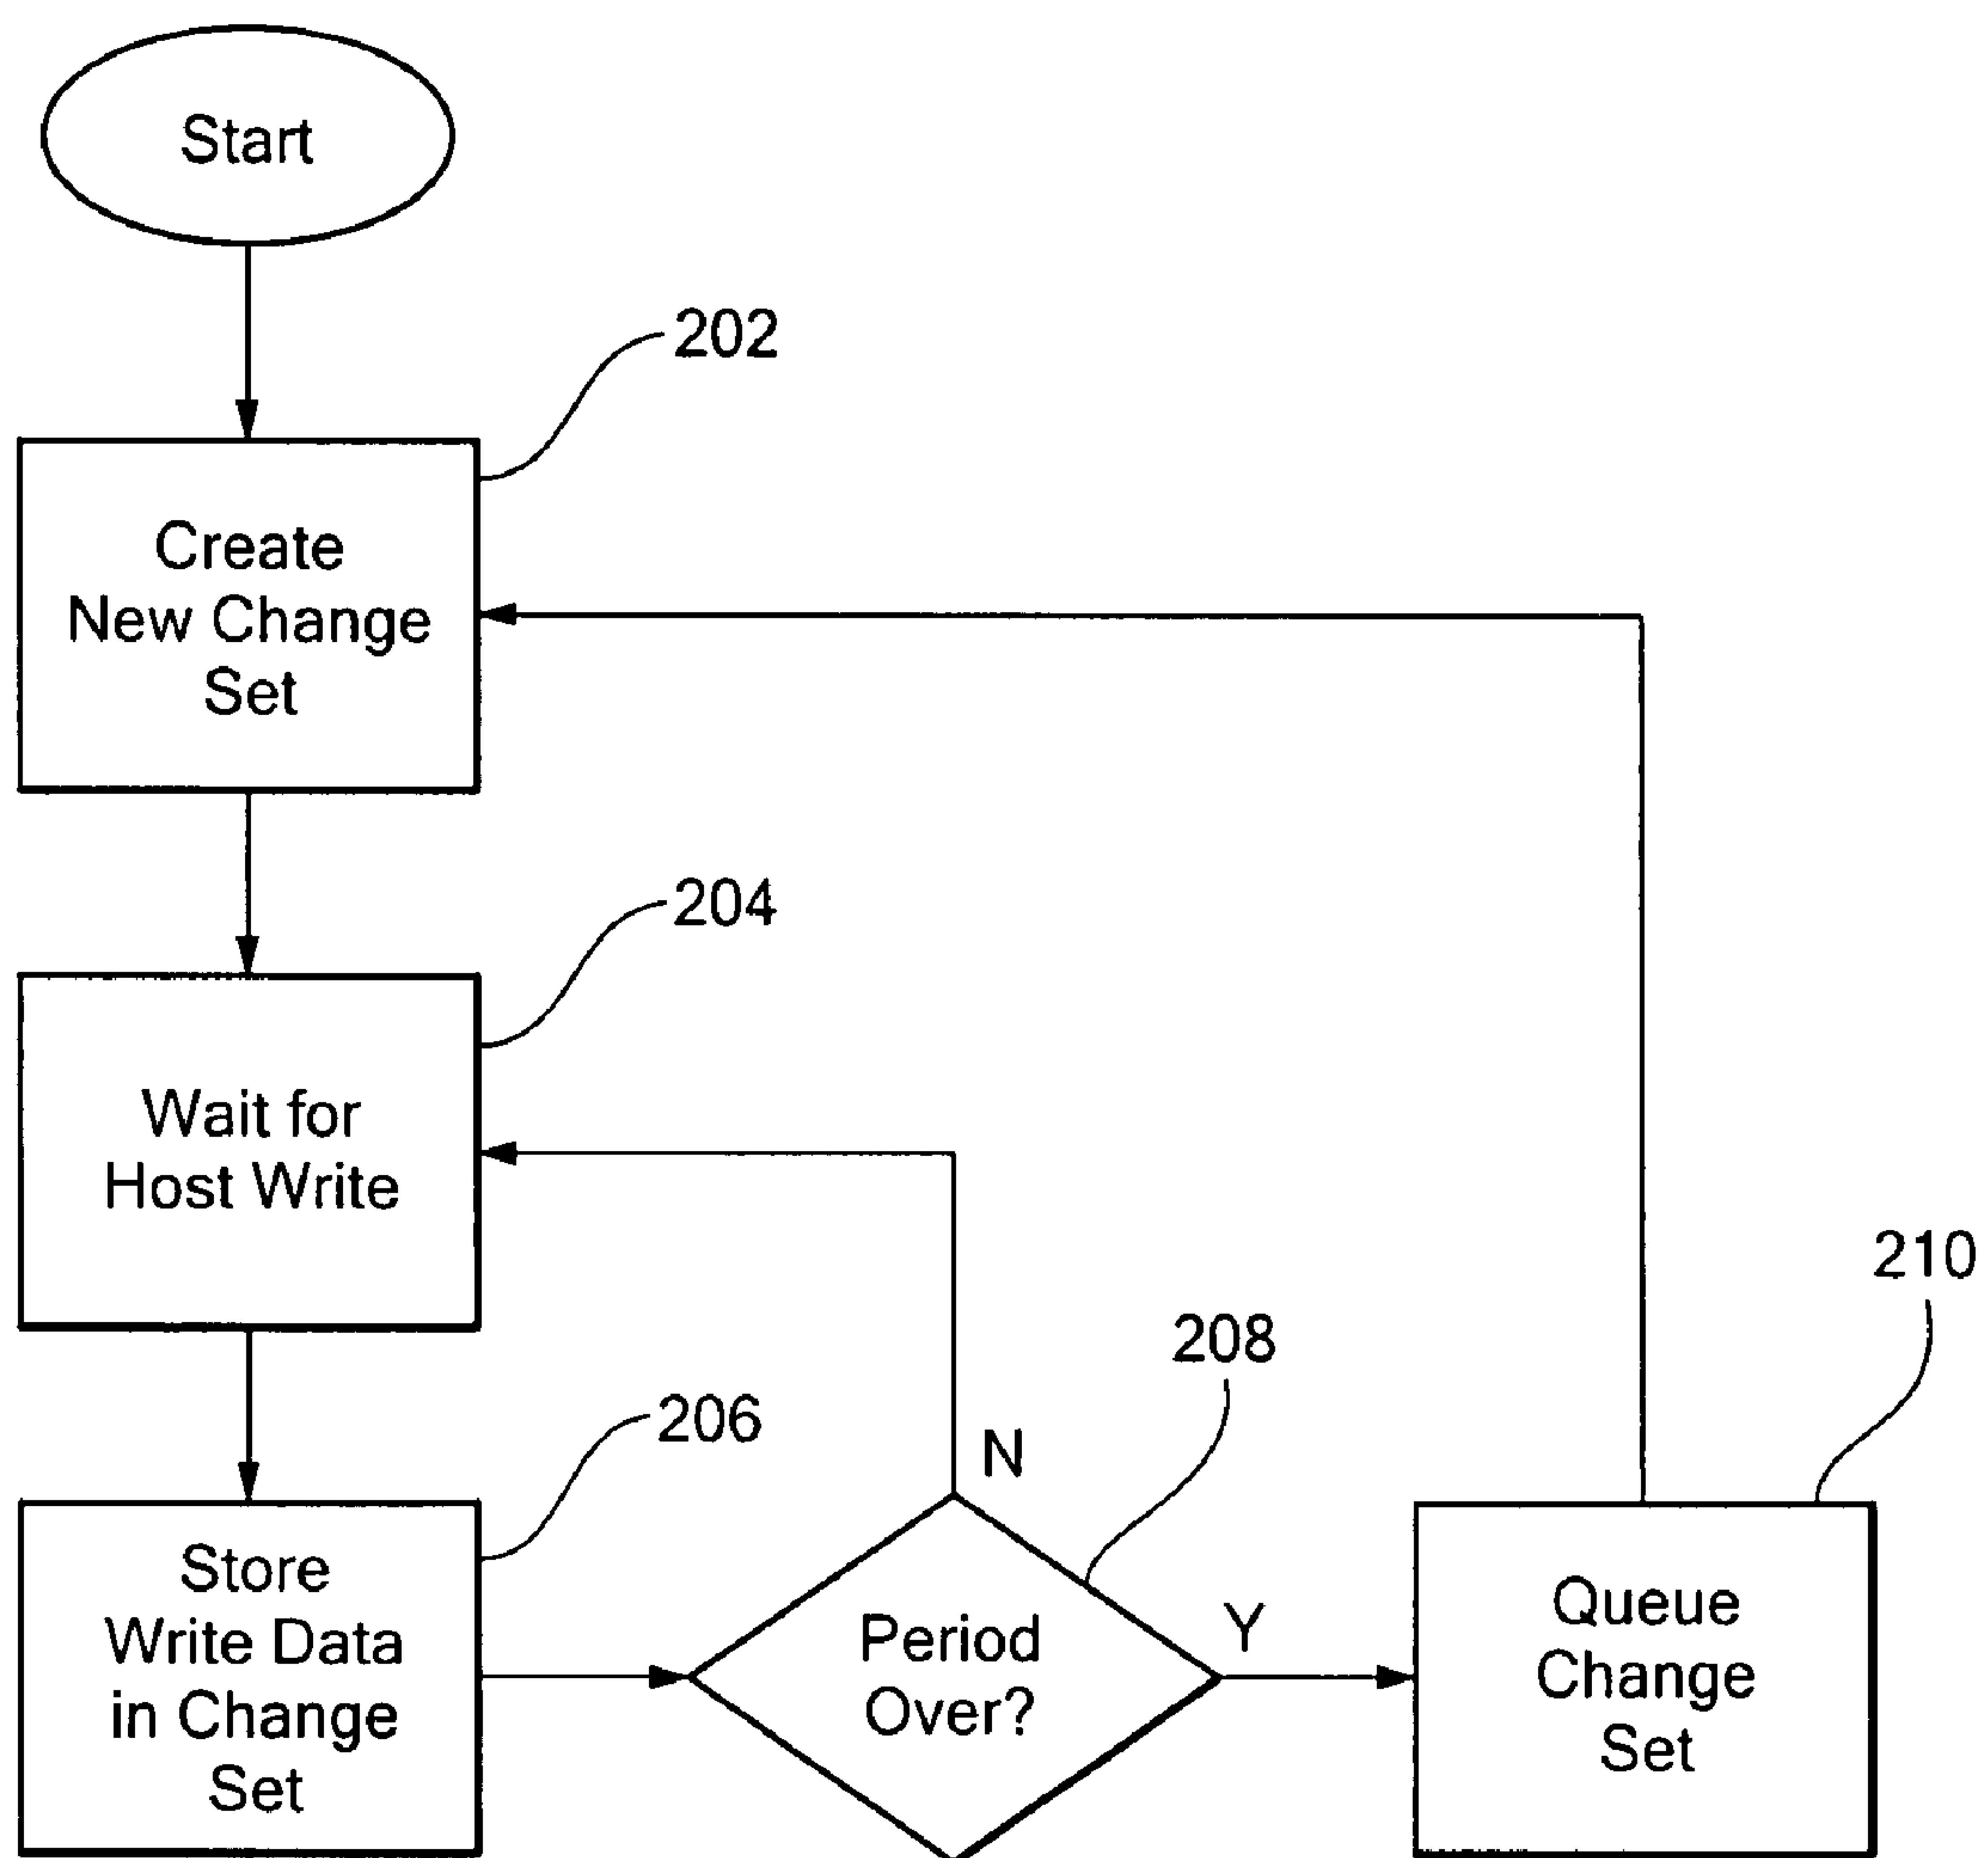 Start
202
Create
New Change
Set
204
Wait for
Host Write
210
208
206
N
Store
Write Data
in Change
Set
Period
Over?
Y
Queue
Change
Set